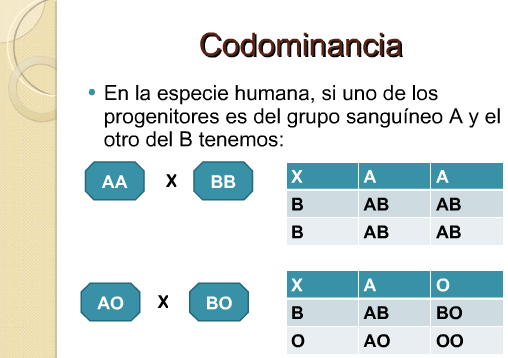 Codominancia
• En la especie humana, si uno de los
progenitores es del grupo sanguíneo A y el
otro del B tenemos:
AA X BB
X A A
B AB AB
B AB AB
AO X BO
X A O
B AB BO
O AO OO